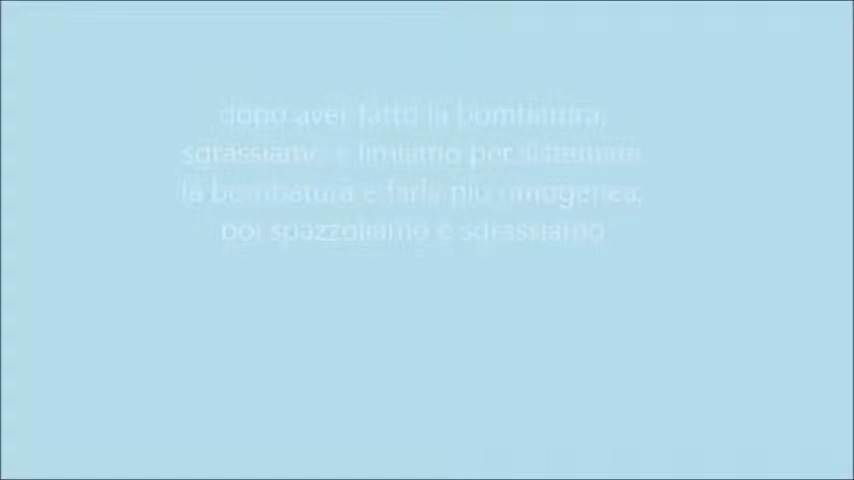 dopo aver fatto la bombatura,
sgrassiamo e limiamo per sistemare
la bombatura e farla più omogenea,
poi spazzoliamo e sgrassiamo